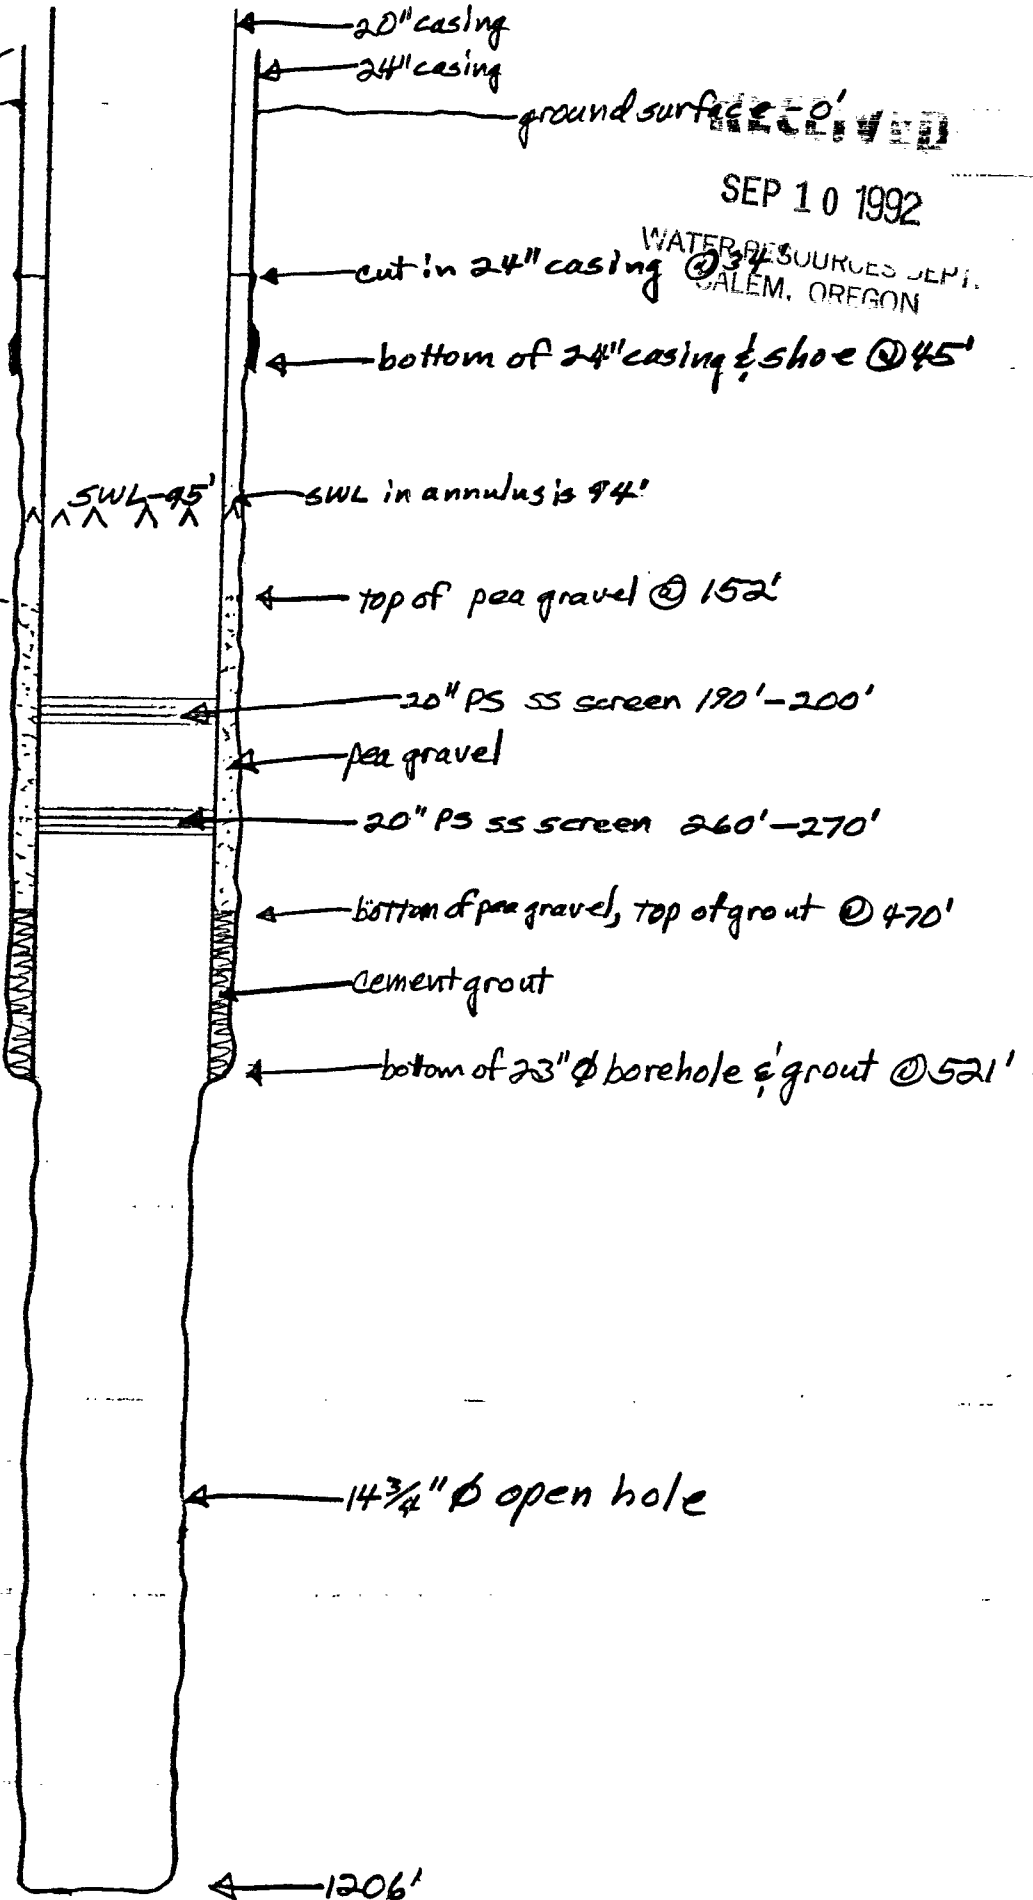 20" casing
24" casing
ground surface - 0'
RECEIVED
SEP 10 1992
WATER RESOURCES DEPT.
SALEM, OREGON
cut in 24" casing @ 34'
bottom of 24" casing & shoe @ 45'
SWL-95'
SWL in annulus is 94'
top of pea gravel @ 152'
20" PS SS screen 190'-200'
pea gravel
20" PS SS screen 260'-270'
bottom of pea gravel, top of grout @ 470'
cement grout
bottom of 23" Ø borehole & grout @ 521'
14 3/4" Ø open hole
1206'